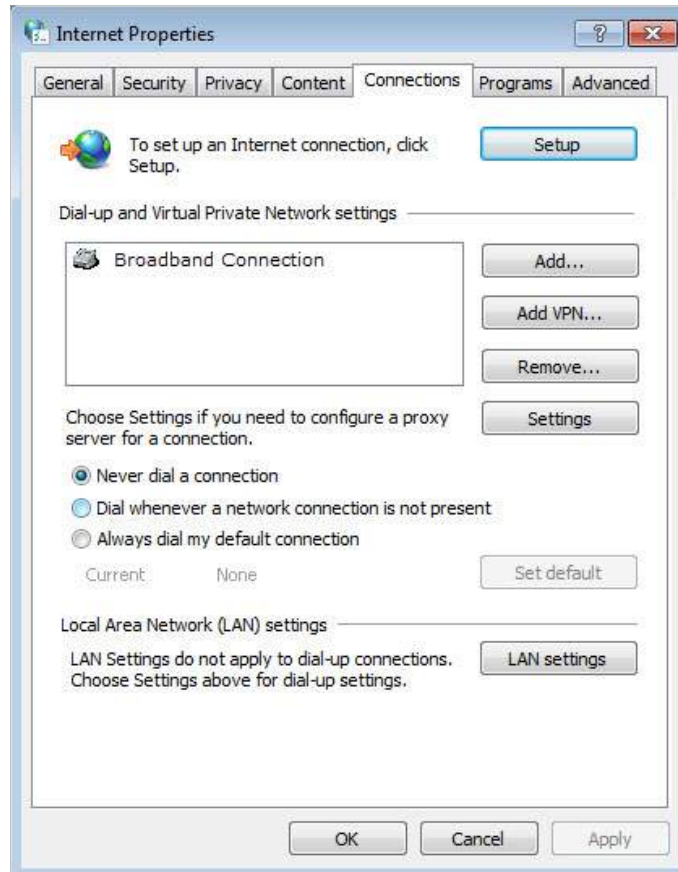 Internet Properties
General Security Privacy Content Connections Programs Advanced
To set up an Internet connection, click
Setup.
Setup
Dial-up and Virtual Private Network settings
Broadband Connection
Add...
Add VPN...
Remove...
Choose Settings if you need to configure a proxy
server for a connection.
Settings
Never dial a connection
Dial whenever a network connection is not present
Always dial my default connection
Current None
Set default
Local Area Network (LAN) settings
LAN Settings do not apply to dial-up connections.
Choose Settings above for dial-up settings.
LAN settings
OK Cancel Apply